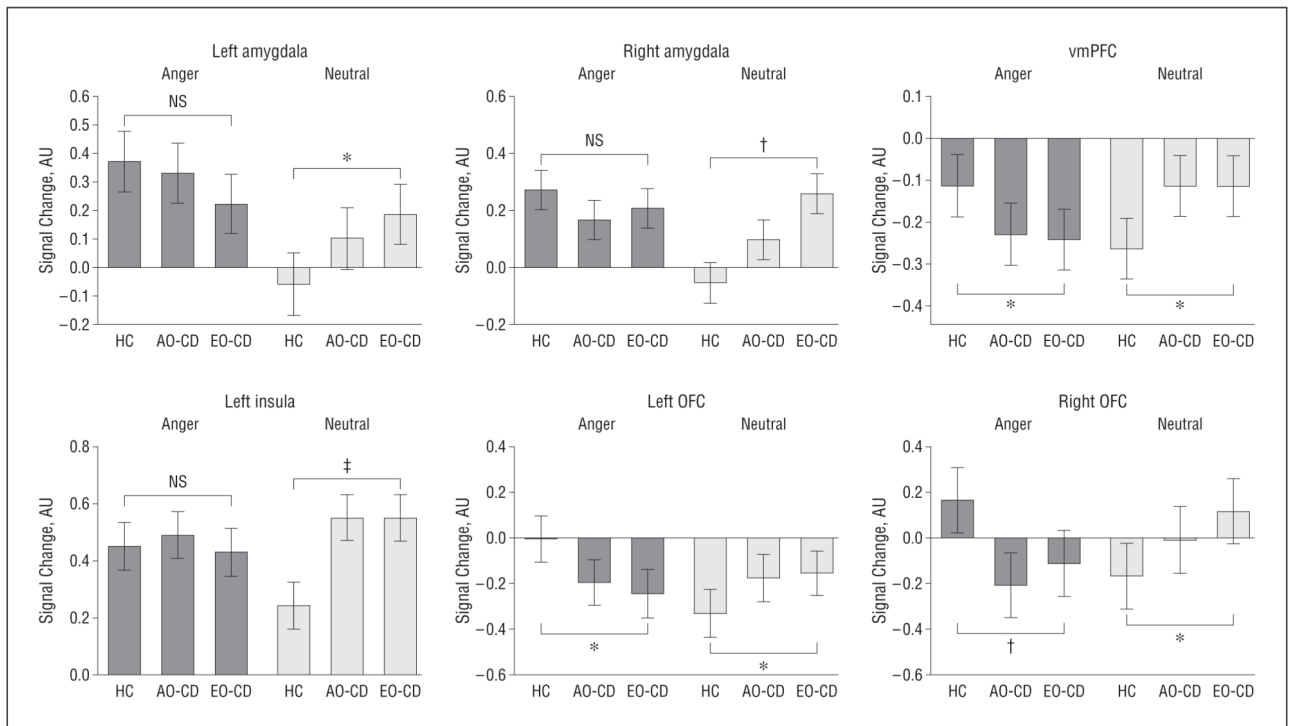 Left amygdala
Anger Neutral
Signal Change, AU
0.6
0.5
0.4
0.3
0.2
0.1
0.0
−0.1
−0.2
NS
*
HC AO-CD EO-CD HC AO-CD EO-CD
Right amygdala
Anger Neutral
Signal Change, AU
0.6
0.4
0.2
0.0
−0.2
NS
†
HC AO-CD EO-CD HC AO-CD EO-CD
vmPFC
Anger Neutral
Signal Change, AU
0.1
0.0
−0.1
−0.2
−0.3
−0.4
*
*
HC AO-CD EO-CD HC AO-CD EO-CD
Left insula
Anger Neutral
Signal Change, AU
0.8
0.6
0.4
0.2
0.0
NS
‡
HC AO-CD EO-CD HC AO-CD EO-CD
Left OFC
Anger Neutral
Signal Change, AU
0.4
0.2
0.0
−0.2
−0.4
−0.6
*
*
HC AO-CD EO-CD HC AO-CD EO-CD
Right OFC
Anger Neutral
Signal Change, AU
0.4
0.2
0.0
−0.2
−0.4
−0.6
†
*
HC AO-CD EO-CD HC AO-CD EO-CD